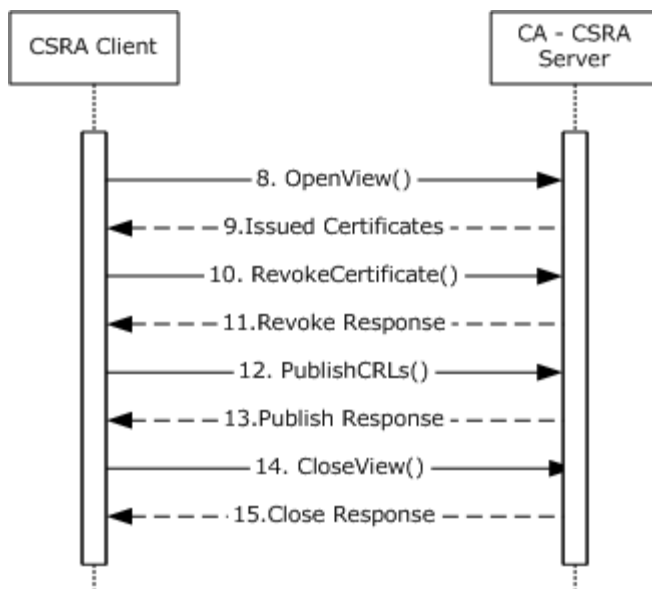 CSRA Client
CA - CSRA
Server
8. OpenView()
9.Issued Certificates
10. RevokeCertificate()
11.Revoke Response
12. PublishCRLs()
13.Publish Response
14. CloseView()
15.Close Response